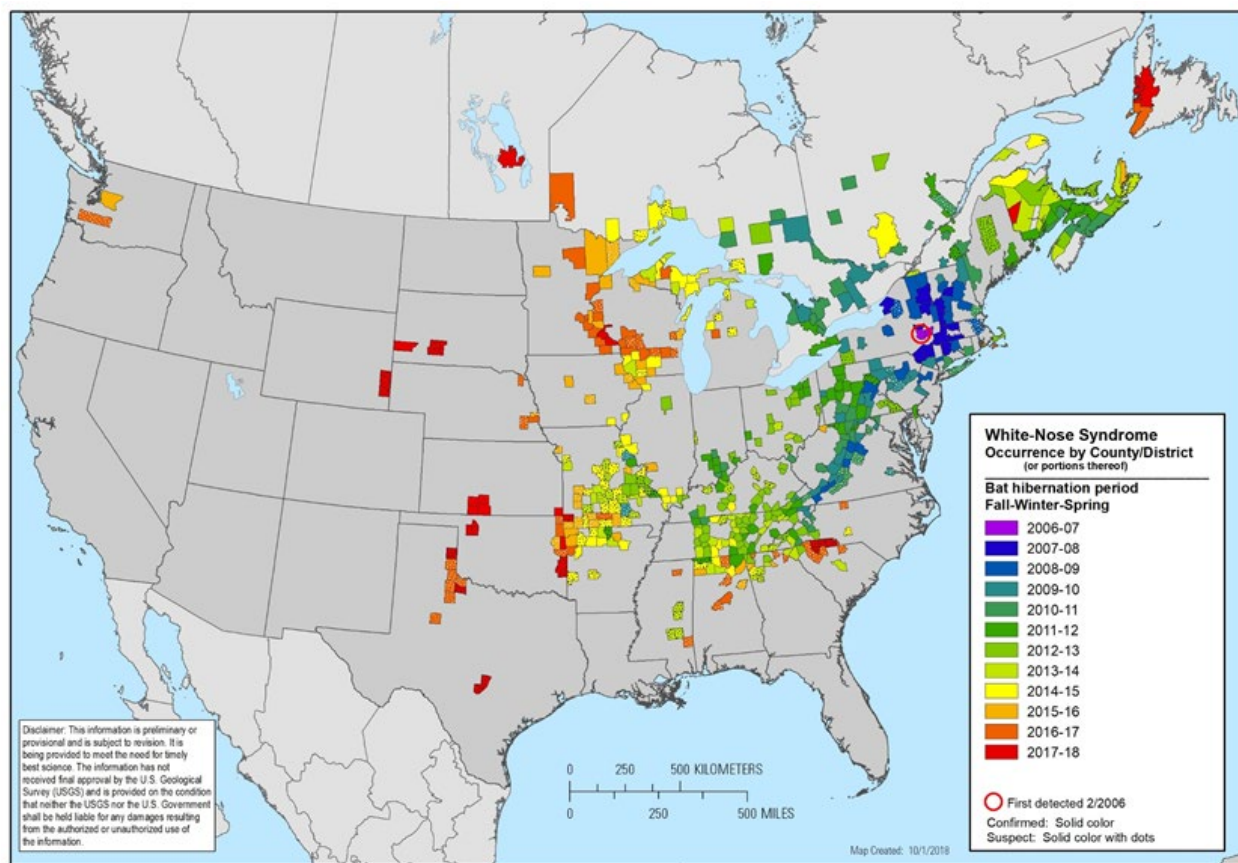 White-Nose Syndrome
Occurrence by County/District
(or portions thereof)
Bat hibernation period
Fall-Winter-Spring
2006-07
2007-08
2008-09
2009-10
2010-11
2011-12
2012-13
2013-14
2014-15
2015-16
2016-17
2017-18
First detected 2/2006
Confirmed: Solid color
Suspect: Solid color with dots
Disclaimer: This information is preliminary or
provisional and is subject to revision. It is
being provided to meet the need for timely
best science. The information has not
received final approval by the U.S. Geological
Survey (USGS) and is provided on the condition
that neither the USGS nor the U.S. Government
shall be held liable for any damages resulting
from the authorized or unauthorized use of
the information.
0 250 500 KILOMETERS
0 250 500 MILES
Map Created: 10/1/2018